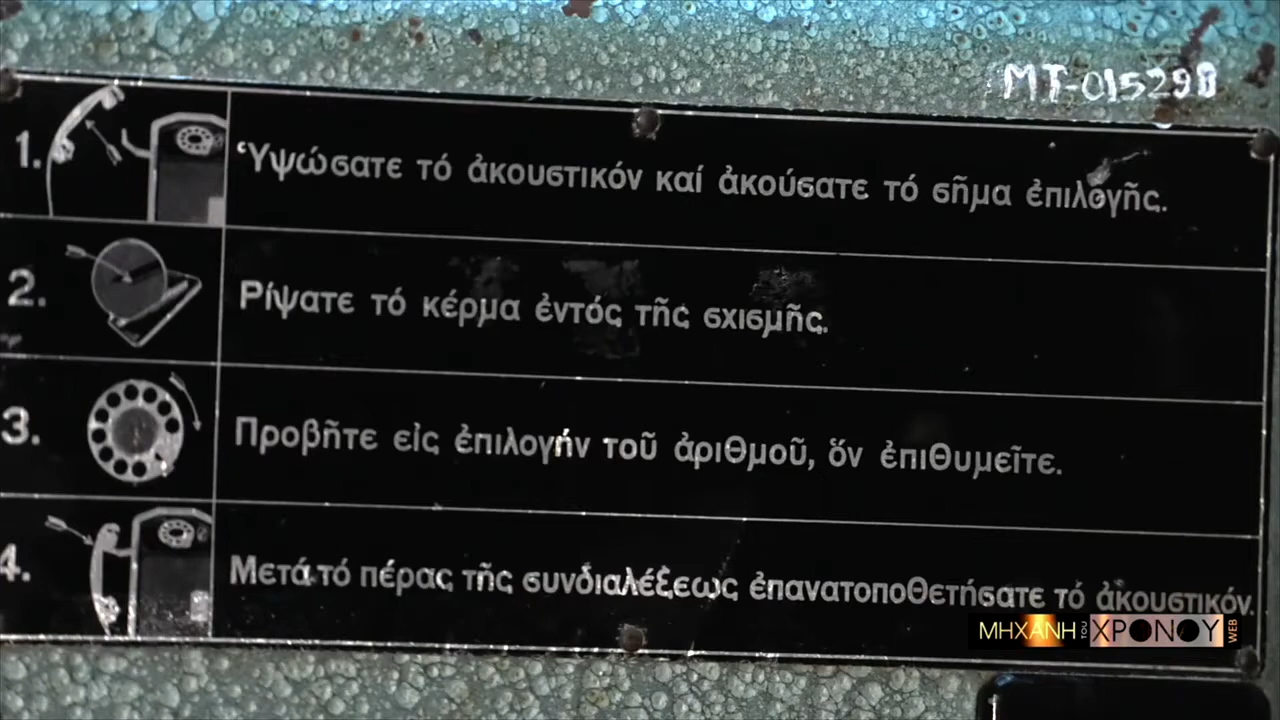 MT-015290
1. Ὑψώσατε τό ἀκουστικόν καί ἀκούσατε τό σῆμα ἐπιλογῆς.
2. Ρίψατε τό κέρμα ἐντός τῆς σχισμῆς.
3. Προβῆτε εἰς ἐπιλογήν τοῦ ἀριθμοῦ, ὅν ἐπιθυμεῖτε.
4. Μετά τό πέρας τῆς συνδιαλέξεως ἐπανατοποθετήσατε τό ἀκουστικόν.
ΜΗΧΑΝΗ ΤΟΥ ΧΡΟΝΟΥ WEB